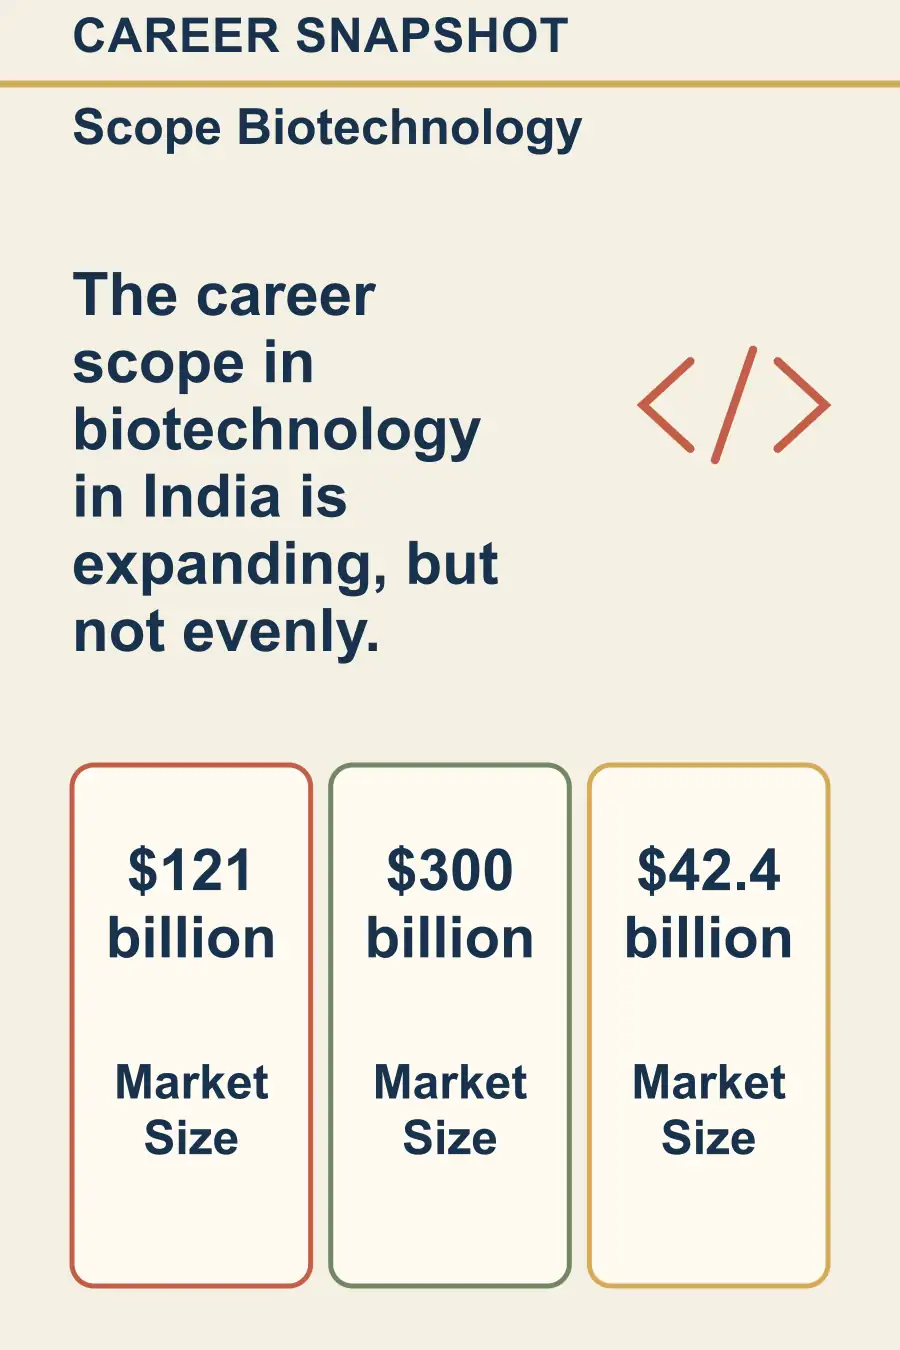 CAREER SNAPSHOT
Scope Biotechnology
The career
scope in
biotechnology
in India is
expanding, but
not evenly.
$121
billion
Market
Size
$300
billion
Market
Size
$42.4
billion
Market
Size